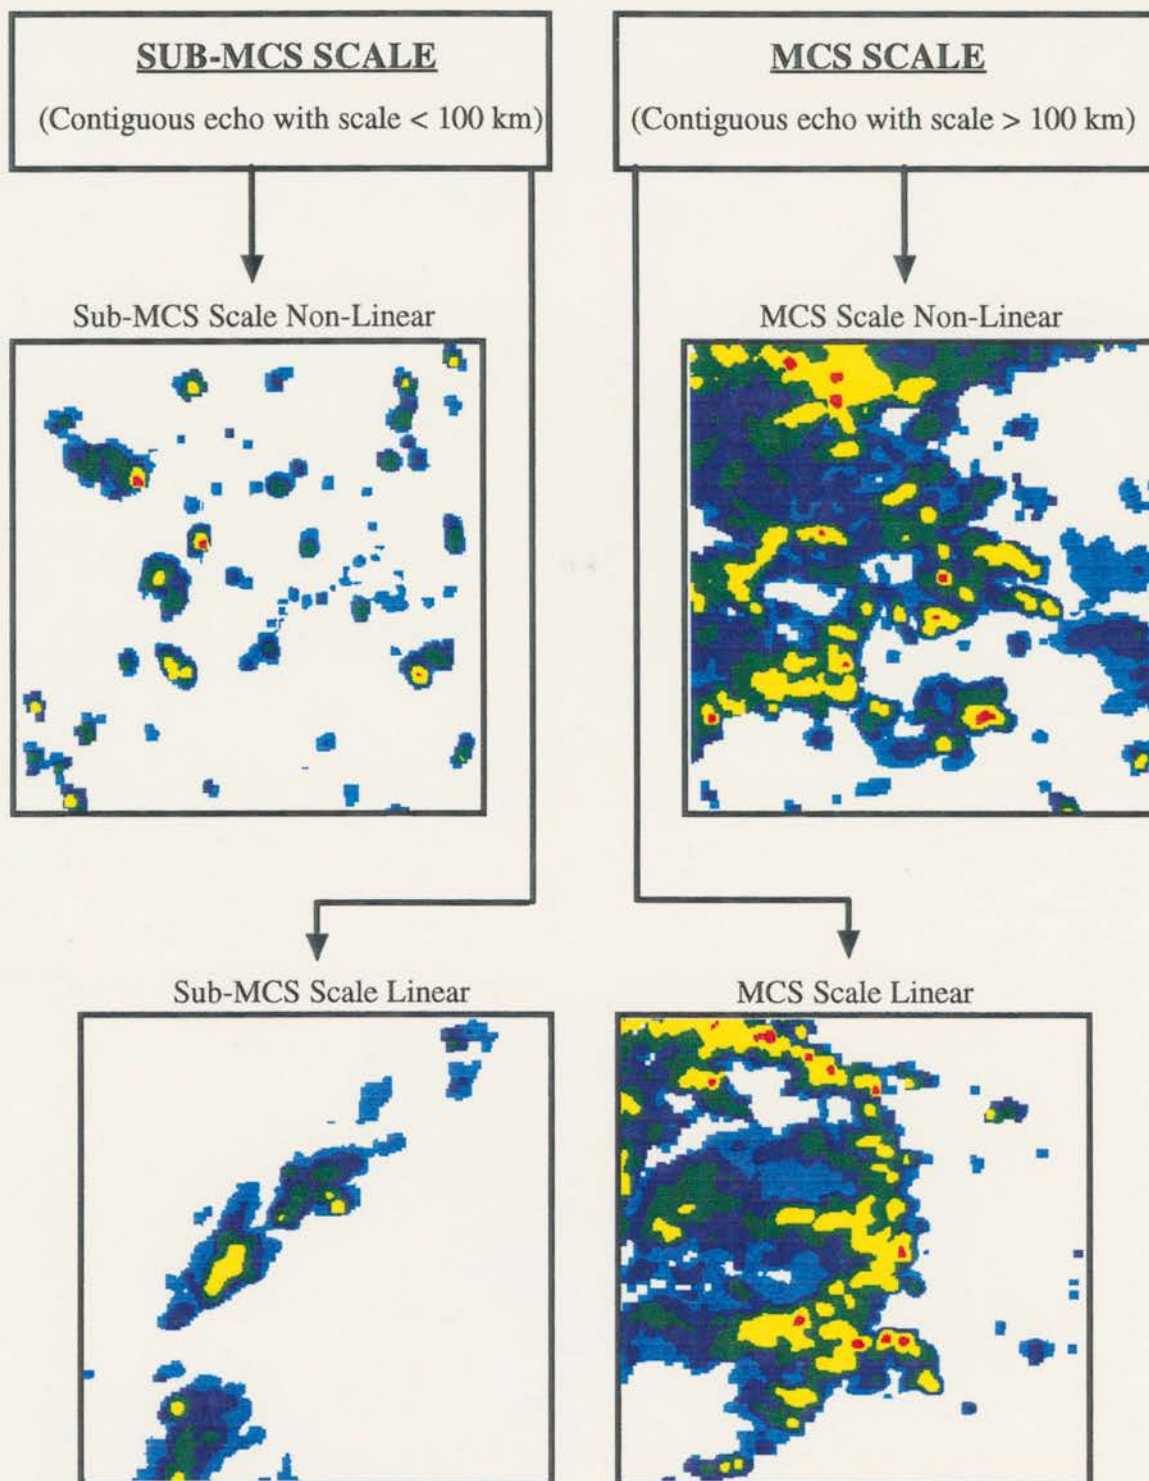 SUB-MCS SCALE
(Contiguous echo with scale < 100 km)
MCS SCALE
(Contiguous echo with scale > 100 km)
Sub-MCS Scale Non-Linear
MCS Scale Non-Linear
Sub-MCS Scale Linear
MCS Scale Linear